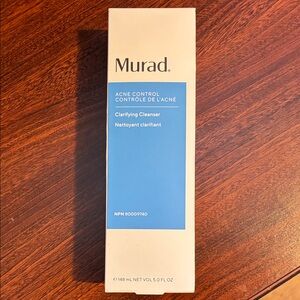 Murad.
ACNE CONTROL
CONTRÔLE DE L'ACNÉ
Clarifying Cleanser
Nettoyant clarifiant
NPN 80009740
℮ 148 mL NET VOL 5.0 FL OZ